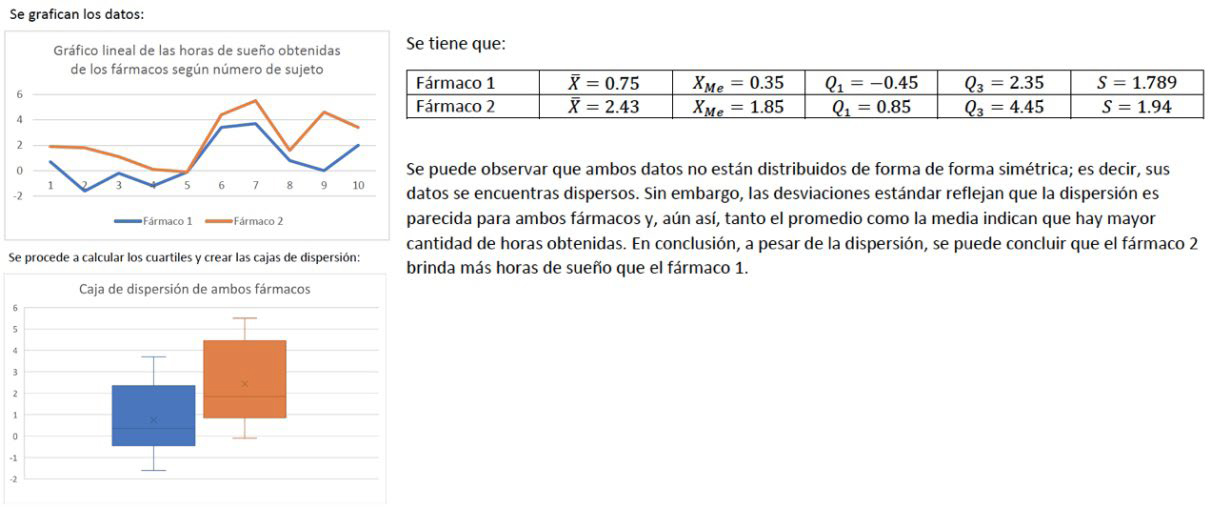 Se grafican los datos:
Gráfico lineal de las horas de sueño obtenidas
de los fármacos según número de sujeto
6
4
2
0
-2
1 2 3 4 5 6 7 8 9 10
Fármaco 1 Fármaco 2
Se procede a calcular los cuartiles y crear las cajas de dispersión:
Caja de dispersión de ambos fármacos
6
5
4
3
2
1
0
-1
-2
Se tiene que:
Fármaco 1 X̅ = 0.75 X_Me = 0.35 Q₁ = −0.45 Q₃ = 2.35 S = 1.789
Fármaco 2 X̅ = 2.43 X_Me = 1.85 Q₁ = 0.85 Q₃ = 4.45 S = 1.94
Se puede observar que ambos datos no están distribuidos de forma de forma simétrica; es decir, sus
datos se encuentras dispersos. Sin embargo, las desviaciones estándar reflejan que la dispersión es
parecida para ambos fármacos y, aún así, tanto el promedio como la media indican que hay mayor
cantidad de horas obtenidas. En conclusión, a pesar de la dispersión, se puede concluir que el fármaco 2
brinda más horas de sueño que el fármaco 1.